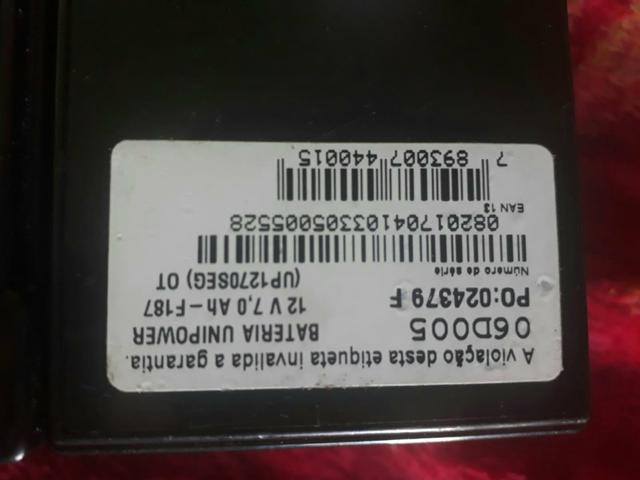 A violação desta etiqueta invalida a garantia.
06D005
BATERIA UNIPOWER
12 V 7,0 Ah-F187
PO:024379 F
(UP1270SEG) OT
Número de série
08201704103305005528
EAN 13
7 893007 440015